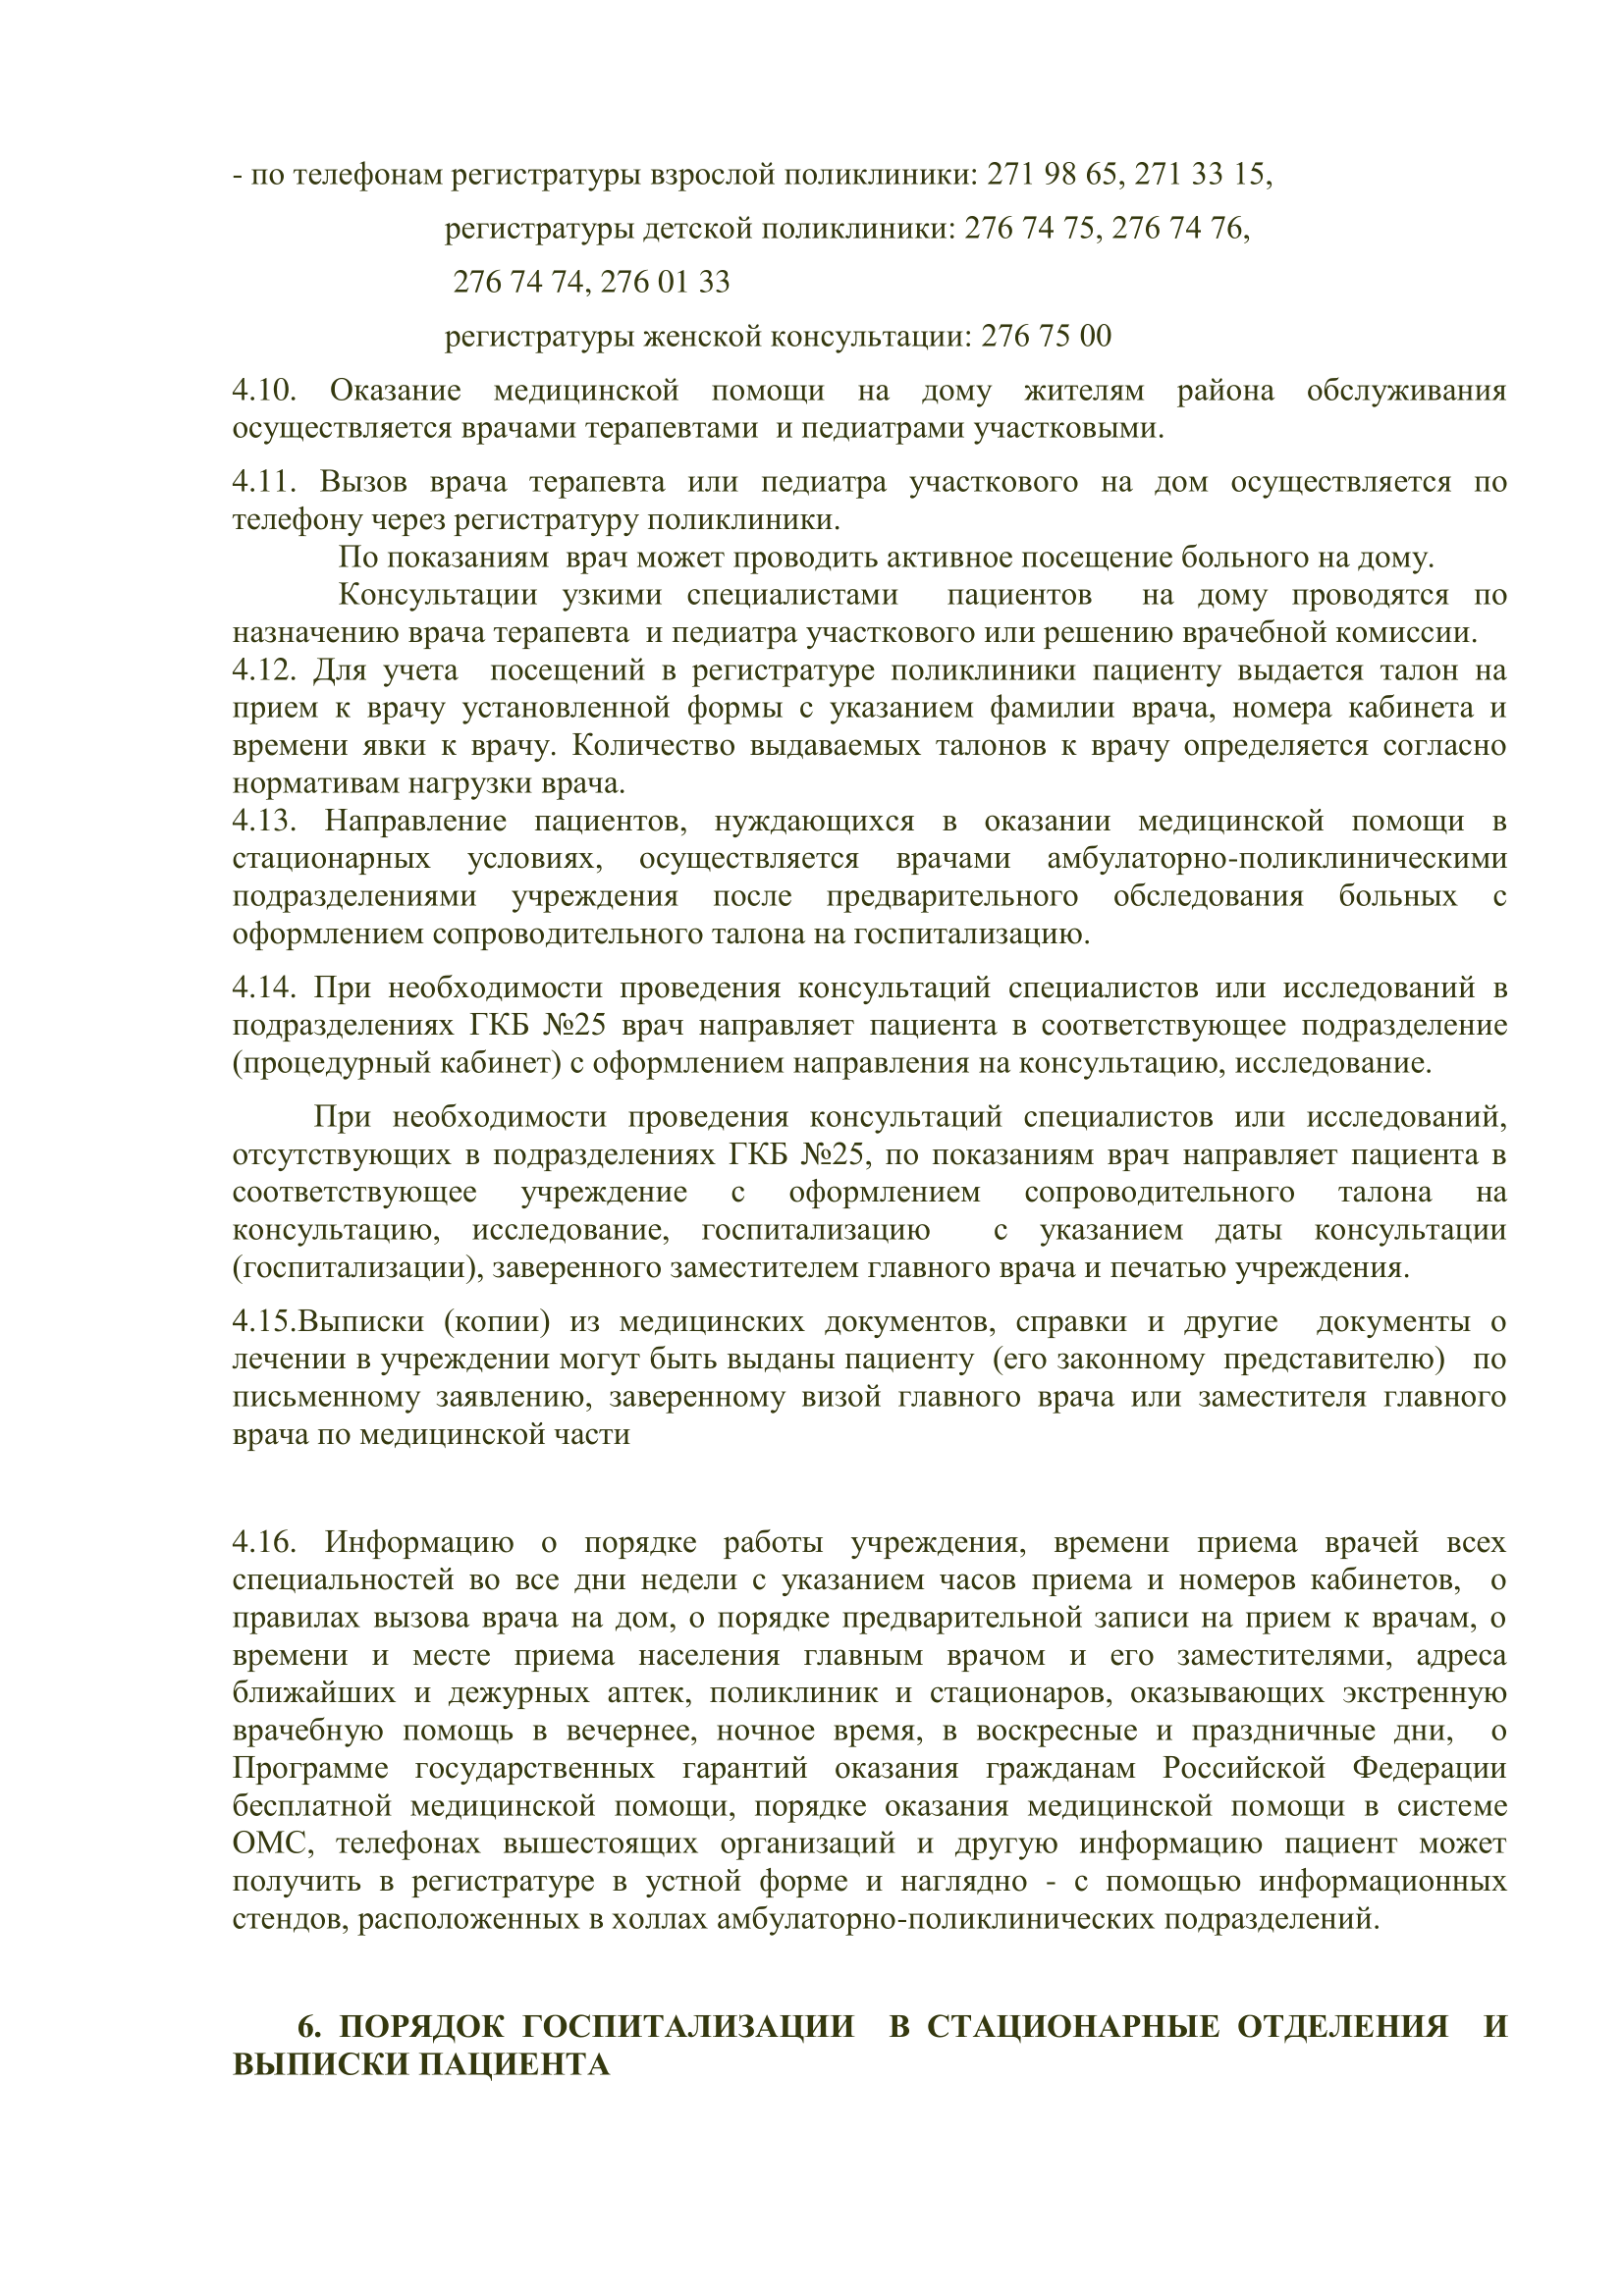 - по телефонам регистратуры взрослой поликлиники: 271 98 65, 271 33 15,
регистратуры детской поликлиники: 276 74 75, 276 74 76,
276 74 74, 276 01 33
регистратуры женской консультации: 276 75 00
4.10. Оказание медицинской помощи на дому жителям района обслуживания
осуществляется врачами терапевтами и педиатрами участковыми.
4.11. Вызов врача терапевта или педиатра участкового на дом осуществляется по
телефону через регистратуру поликлиники.
По показаниям врач может проводить активное посещение больного на дому.
Консультации узкими специалистами пациентов на дому проводятся по
назначению врача терапевта и педиатра участкового или решению врачебной комиссии.
4.12. Для учета посещений в регистратуре поликлиники пациенту выдается талон на
прием к врачу установленной формы с указанием фамилии врача, номера кабинета и
времени явки к врачу. Количество выдаваемых талонов к врачу определяется согласно
нормативам нагрузки врача.
4.13. Направление пациентов, нуждающихся в оказании медицинской помощи в
стационарных условиях, осуществляется врачами амбулаторно-поликлиническими
подразделениями учреждения после предварительного обследования больных с
оформлением сопроводительного талона на госпитализацию.
4.14. При необходимости проведения консультаций специалистов или исследований в
подразделениях ГКБ №25 врач направляет пациента в соответствующее подразделение
(процедурный кабинет) с оформлением направления на консультацию, исследование.
При необходимости проведения консультаций специалистов или исследований,
отсутствующих в подразделениях ГКБ №25, по показаниям врач направляет пациента в
соответствующее учреждение с оформлением сопроводительного талона на
консультацию, исследование, госпитализацию с указанием даты консультации
(госпитализации), заверенного заместителем главного врача и печатью учреждения.
4.15.Выписки (копии) из медицинских документов, справки и другие документы о
лечении в учреждении могут быть выданы пациенту (его законному представителю) по
письменному заявлению, заверенному визой главного врача или заместителя главного
врача по медицинской части
4.16. Информацию о порядке работы учреждения, времени приема врачей всех
специальностей во все дни недели с указанием часов приема и номеров кабинетов, о
правилах вызова врача на дом, о порядке предварительной записи на прием к врачам, о
времени и месте приема населения главным врачом и его заместителями, адреса
ближайших и дежурных аптек, поликлиник и стационаров, оказывающих экстренную
врачебную помощь в вечернее, ночное время, в воскресные и праздничные дни, о
Программе государственных гарантий оказания гражданам Российской Федерации
бесплатной медицинской помощи, порядке оказания медицинской помощи в системе
ОМС, телефонах вышестоящих организаций и другую информацию пациент может
получить в регистратуре в устной форме и наглядно - с помощью информационных
стендов, расположенных в холлах амбулаторно-поликлинических подразделений.
6. ПОРЯДОК ГОСПИТАЛИЗАЦИИ В СТАЦИОНАРНЫЕ ОТДЕЛЕНИЯ И
ВЫПИСКИ ПАЦИЕНТА